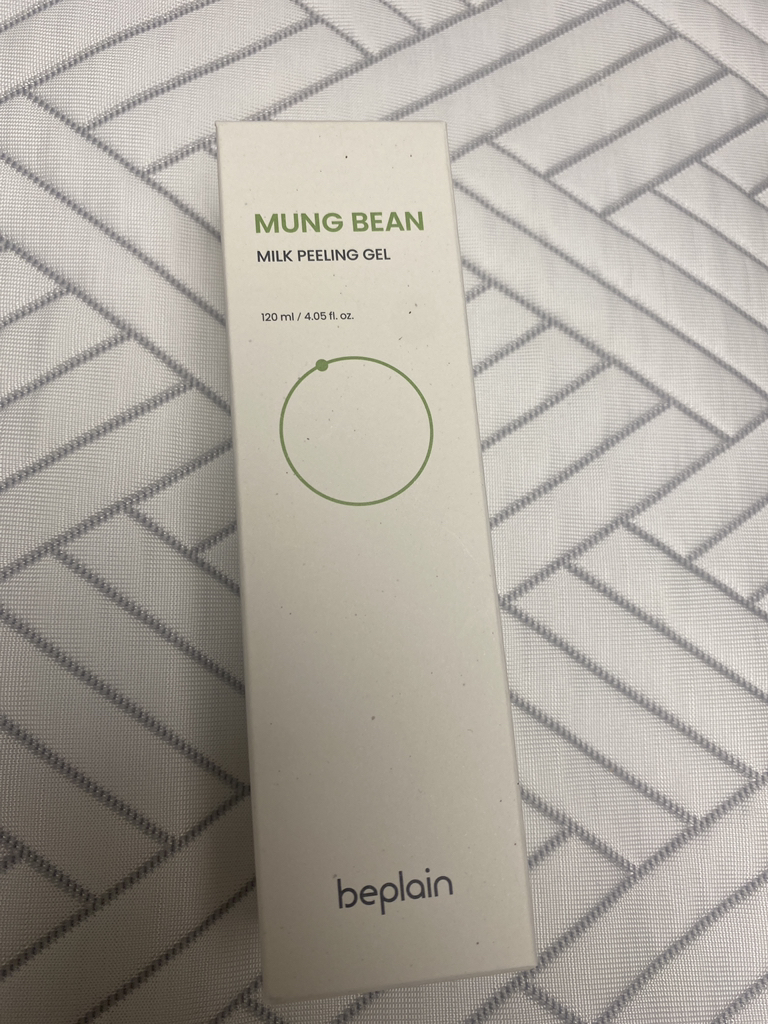 MUNG BEAN
MILK PEELING GEL
120 ml / 4.05 fl. oz.
beplain